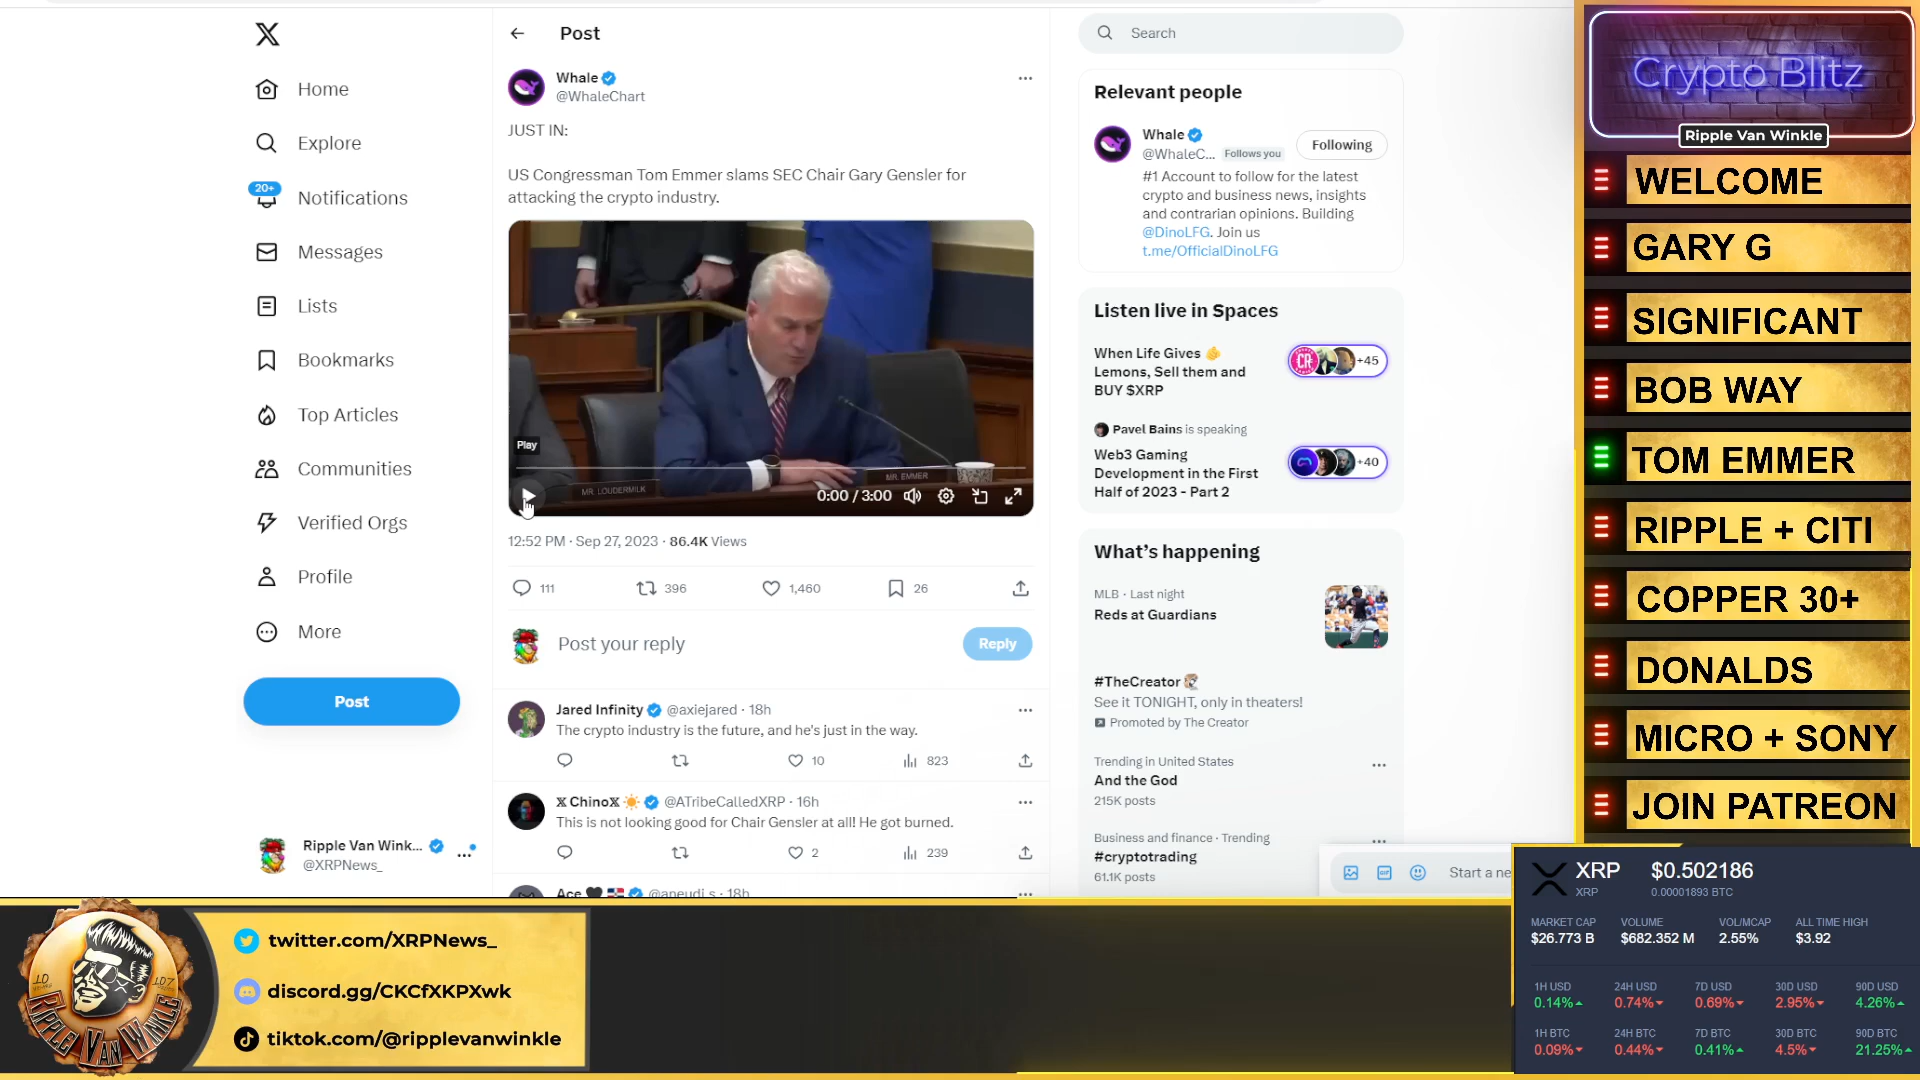 Home
Explore
20+
Notifications
Messages
Lists
Bookmarks
Top Articles
Communities
Verified Orgs
Profile
More
Post
Ripple Van Wink...
@XRPNews_
Post
Whale
@WhaleChart
JUST IN:
US Congressman Tom Emmer slams SEC Chair Gary Gensler for
attacking the crypto industry.
Play
MR. LOUDERMILK
MR. EMMER
0:00 / 3:00
12:52 PM · Sep 27, 2023 · 86.4K Views
111
396
1,460
26
Post your reply
Reply
Jared Infinity @axiejared · 18h
The crypto industry is the future, and he's just in the way.
10
823
𝕏 Chino𝕏 @ATribeCalledXRP · 16h
This is not looking good for Chair Gensler at all! He got burned.
2
239
Ace @aneudi s · 18h
Search
Relevant people
Whale
@WhaleC... Follows you
Following
#1 Account to follow for the latest
crypto and business news, insights
and contrarian opinions. Building
@DinoLFG. Join us
t.me/OfficialDinoLFG
Listen live in Spaces
When Life Gives
Lemons, Sell them and
BUY $XRP
CR
+45
Pavel Bains is speaking
Web3 Gaming
Development in the First
Half of 2023 - Part 2
+40
What's happening
MLB · Last night
Reds at Guardians
#TheCreator
See it TONIGHT, only in theaters!
Promoted by The Creator
Trending in United States
And the God
215K posts
Business and finance · Trending
#cryptotrading
61.1K posts
GIF
Start a ne
Crypto Blitz
Ripple Van Winkle
WELCOME
GARY G
SIGNIFICANT
BOB WAY
TOM EMMER
RIPPLE + CITI
COPPER 30+
DONALDS
MICRO + SONY
JOIN PATREON
XRP
XRP
$0.502186
0.00001893 BTC
MARKET CAP
VOLUME
VOL/MCAP
ALL TIME HIGH
$26.773 B
$682.352 M
2.55%
$3.92
1H USD
24H USD
7D USD
30D USD
90D USD
0.14%
0.74%
0.69%
2.95%
4.26%
1H BTC
24H BTC
7D BTC
30D BTC
90D BTC
0.09%
0.44%
0.41%
4.5%
21.25%
10
107
RIPPLE VAN WINKLE
twitter.com/XRPNews_
discord.gg/CKCfXKPXwk
tiktok.com/@ripplevanwinkle